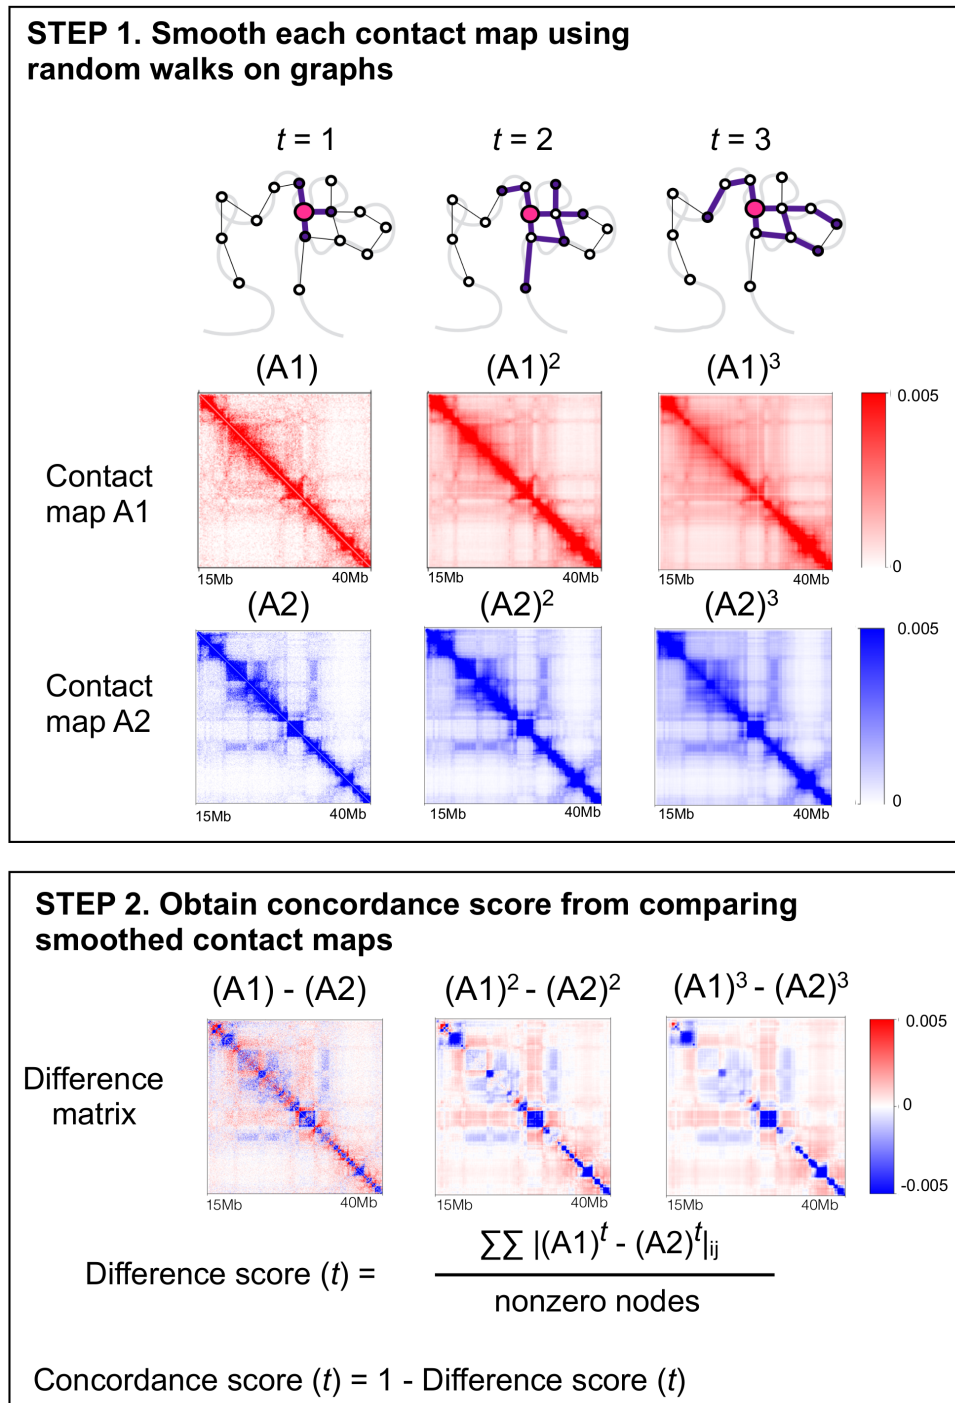 STEP 1. Smooth each contact map using
random walks on graphs
t = 1
t = 2
t = 3
(A1)
(A1)²
(A1)³
Contact
map A1
0.005
0
15Mb
40Mb
15Mb
40Mb
15Mb
40Mb
(A2)
(A2)²
(A2)³
Contact
map A2
0.005
0
15Mb
40Mb
15Mb
40Mb
15Mb
40Mb
STEP 2. Obtain concordance score from comparing
smoothed contact maps
(A1) - (A2)
(A1)² - (A2)²
(A1)³ - (A2)³
Difference
matrix
0.005
0
-0.005
15Mb
40Mb
15Mb
40Mb
15Mb
40Mb
∑∑ |(A1)ᵗ - (A2)ᵗ|ij
Difference score (t) =
nonzero nodes
Concordance score (t) = 1 - Difference score (t)